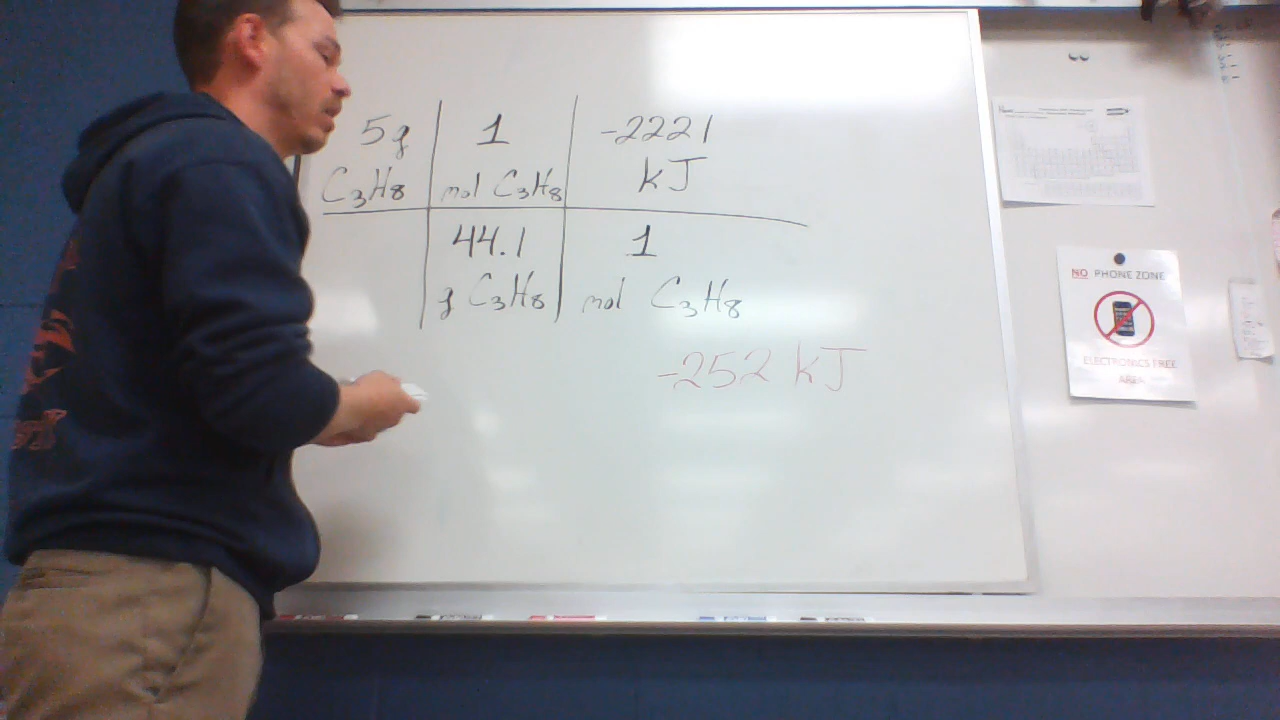 5g 1 -2221
C3H8 mol C3H8 kJ
44.1 1
g C3H8 mol C3H8
-252 kJ
NO PHONE ZONE
ELECTRONICS FREE
AREA